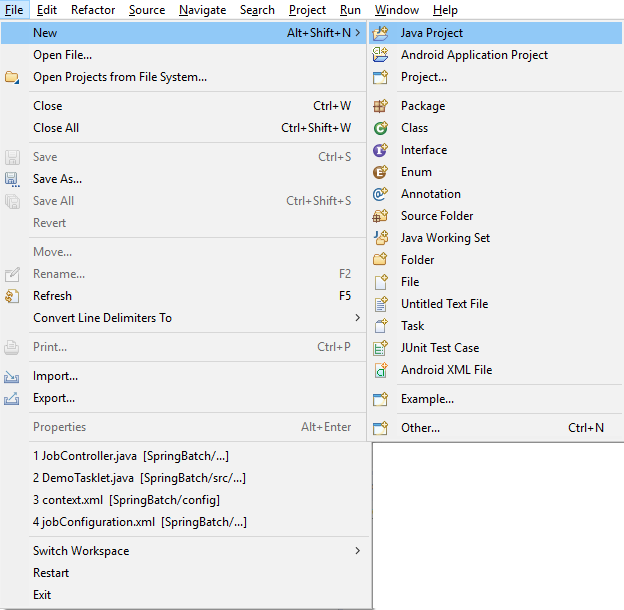 File Edit Refactor Source Navigate Search Project Run Window Help
New Alt+Shift+N
Open File...
Open Projects from File System...
Close Ctrl+W
Close All Ctrl+Shift+W
Save Ctrl+S
Save As...
Save All Ctrl+Shift+S
Revert
Move...
Rename... F2
Refresh F5
Convert Line Delimiters To
Print... Ctrl+P
Import...
Export...
Properties Alt+Enter
1 JobController.java [SpringBatch/...]
2 DemoTasklet.java [SpringBatch/src/...]
3 context.xml [SpringBatch/config]
4 jobConfiguration.xml [SpringBatch/...]
Switch Workspace
Restart
Exit
Java Project
Android Application Project
Project...
Package
Class
Interface
Enum
Annotation
Source Folder
Java Working Set
Folder
File
Untitled Text File
Task
JUnit Test Case
Android XML File
Example...
Other... Ctrl+N